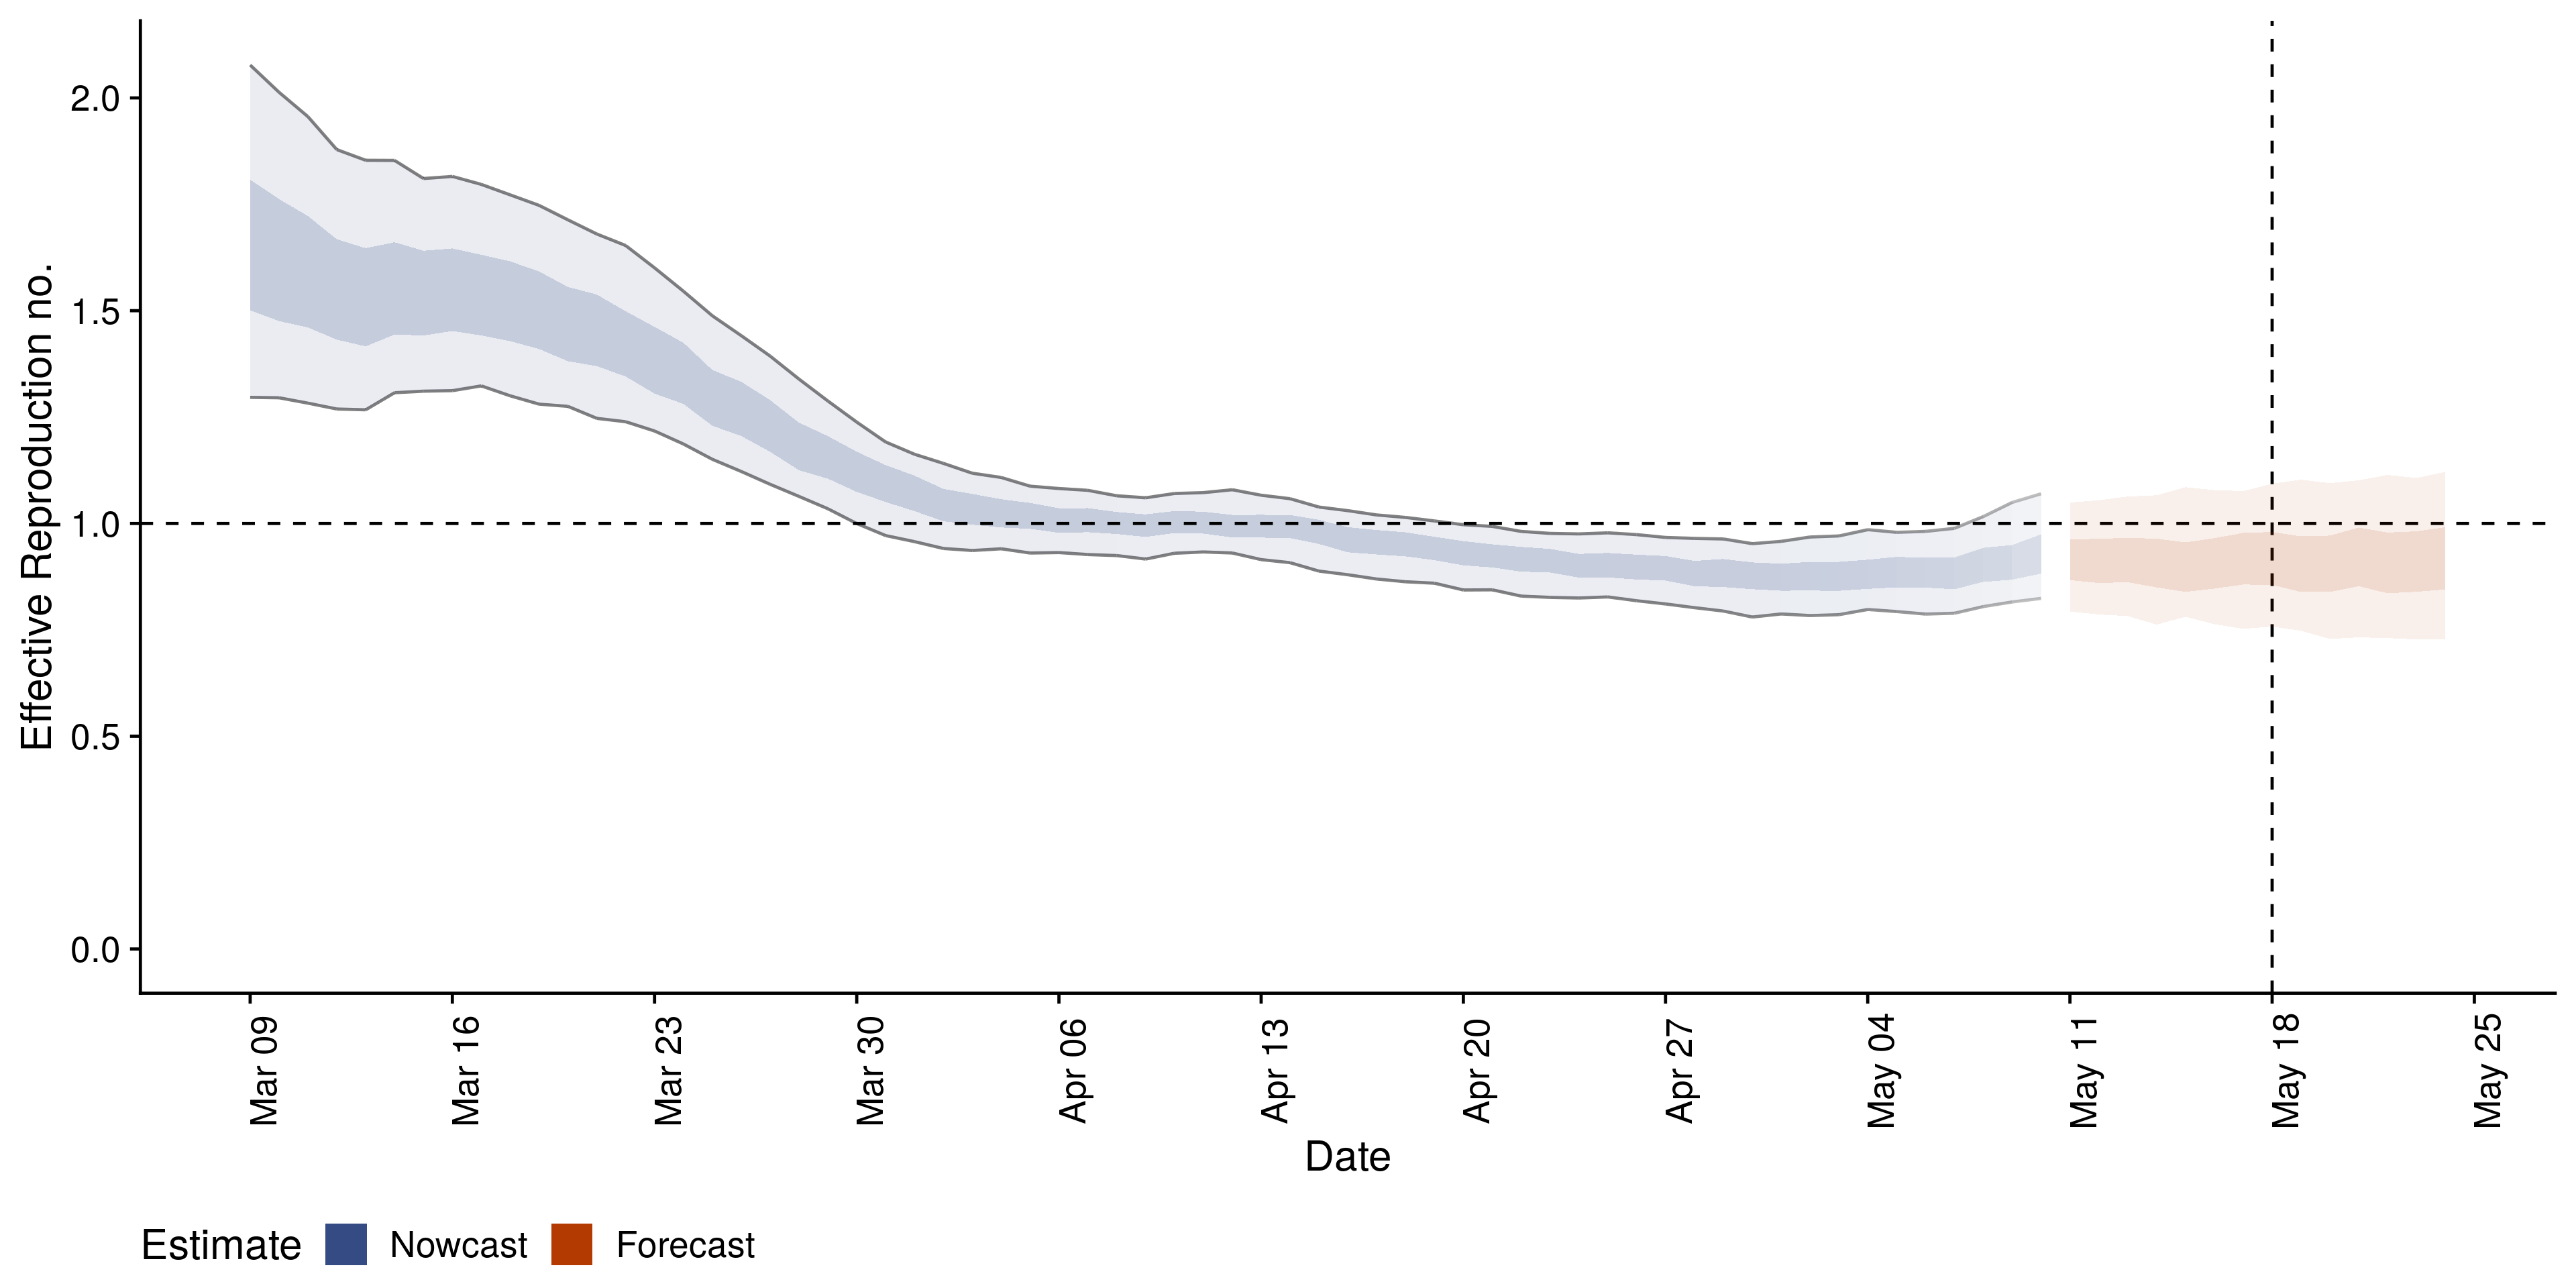 Effective Reproduction no.
2.0
1.5
1.0
0.5
0.0
Mar 09
Mar 16
Mar 23
Mar 30
Apr 06
Apr 13
Apr 20
Apr 27
May 04
May 11
May 18
May 25
Date
Estimate Nowcast Forecast